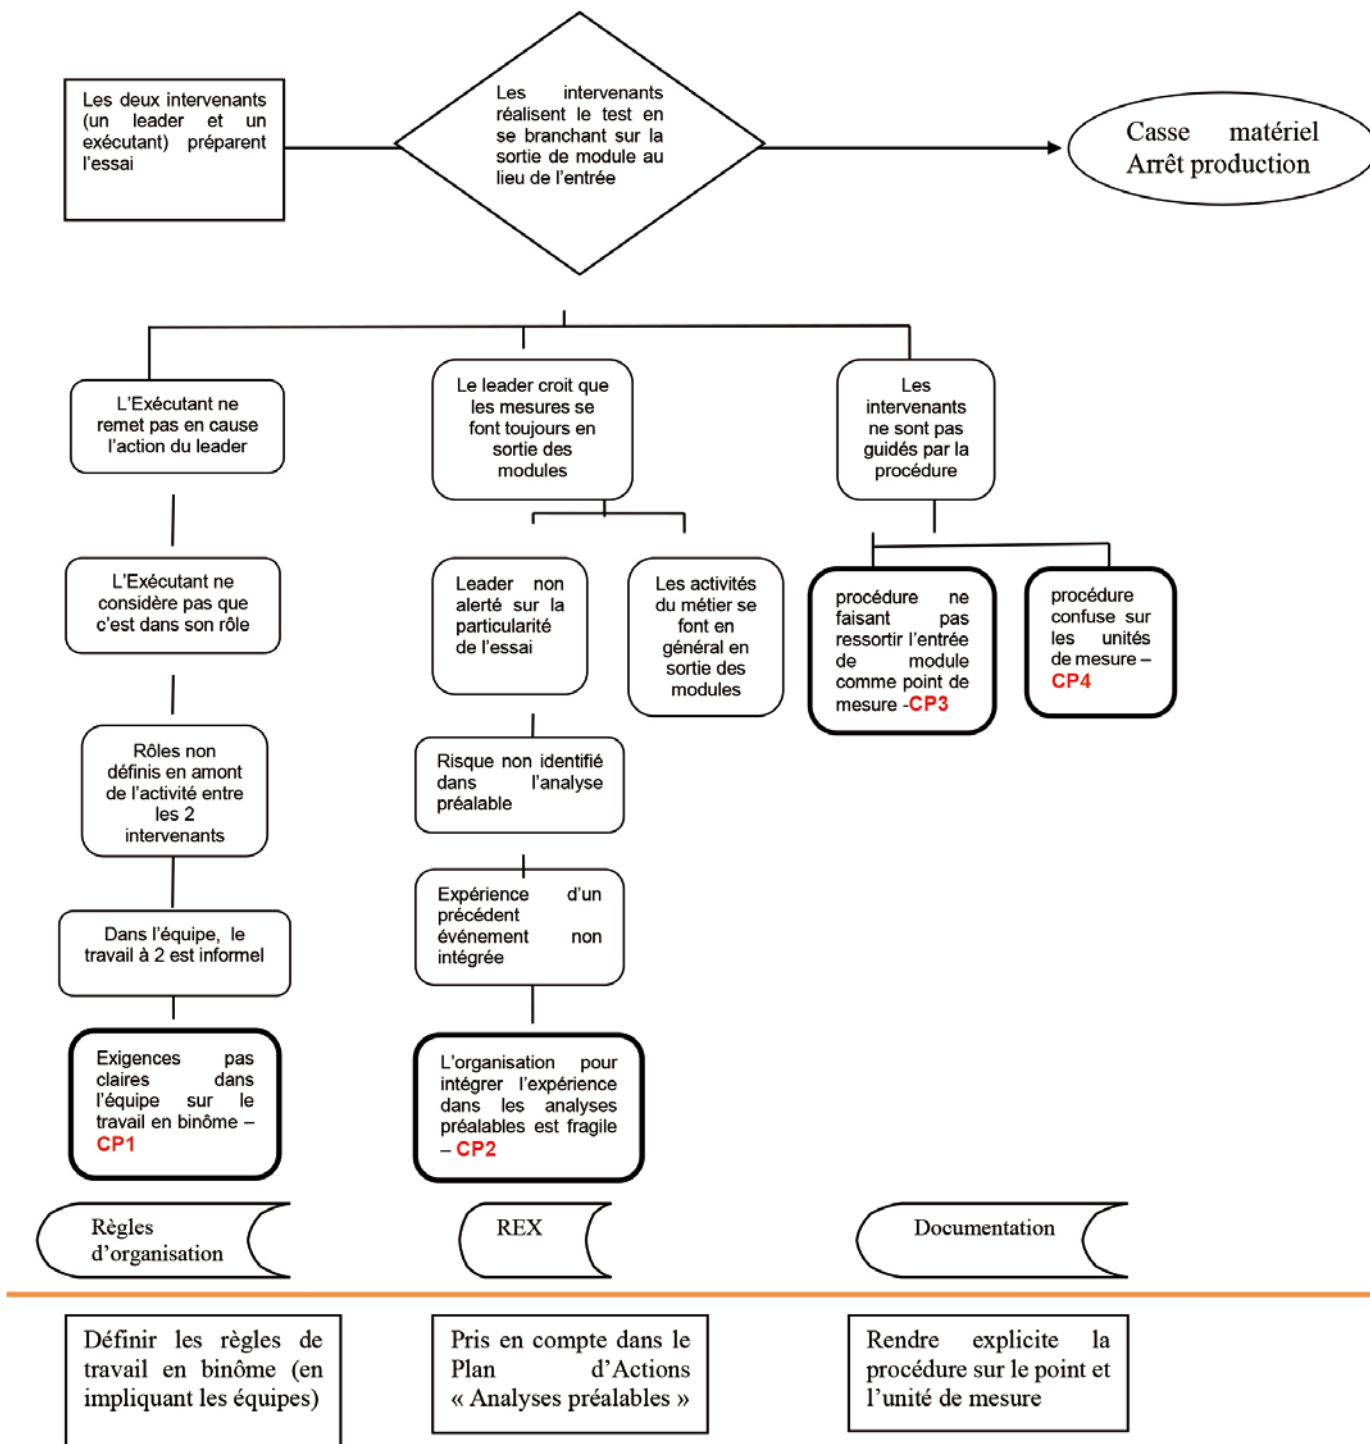 Les deux intervenants
(un leader et un
exécutant) préparent
l'essai
Les intervenants
réalisent le test en
se branchant sur la
sortie de module au
lieu de l'entrée
Casse matériel
Arrêt production
L'Exécutant ne
remet pas en cause
l'action du leader
Le leader croit que
les mesures se
font toujours en
sortie des
modules
Les
intervenants
ne sont pas
guidés par la
procédure
L'Exécutant ne
considère pas que
c'est dans son rôle
Leader non
alerté sur la
particularité
de l'essai
Les activités
du métier se
font en
général en
sortie des
modules
procédure ne
faisant pas
ressortir l'entrée
de module
comme point de
mesure -CP3
procédure
confuse sur
les unités
de mesure –
CP4
Rôles non
définis en amont
de l'activité entre
les 2
intervenants
Risque non identifié
dans l'analyse
préalable
Dans l'équipe, le
travail à 2 est informel
Expérience d'un
précédent
événement non
intégrée
Exigences pas
claires dans
l'équipe sur le
travail en binôme –
CP1
L'organisation pour
intégrer l'expérience
dans les analyses
préalables est fragile
– CP2
Règles
d'organisation
REX
Documentation
Définir les règles de
travail en binôme (en
impliquant les équipes)
Pris en compte dans le
Plan d'Actions
« Analyses préalables »
Rendre explicite la
procédure sur le point et
l'unité de mesure